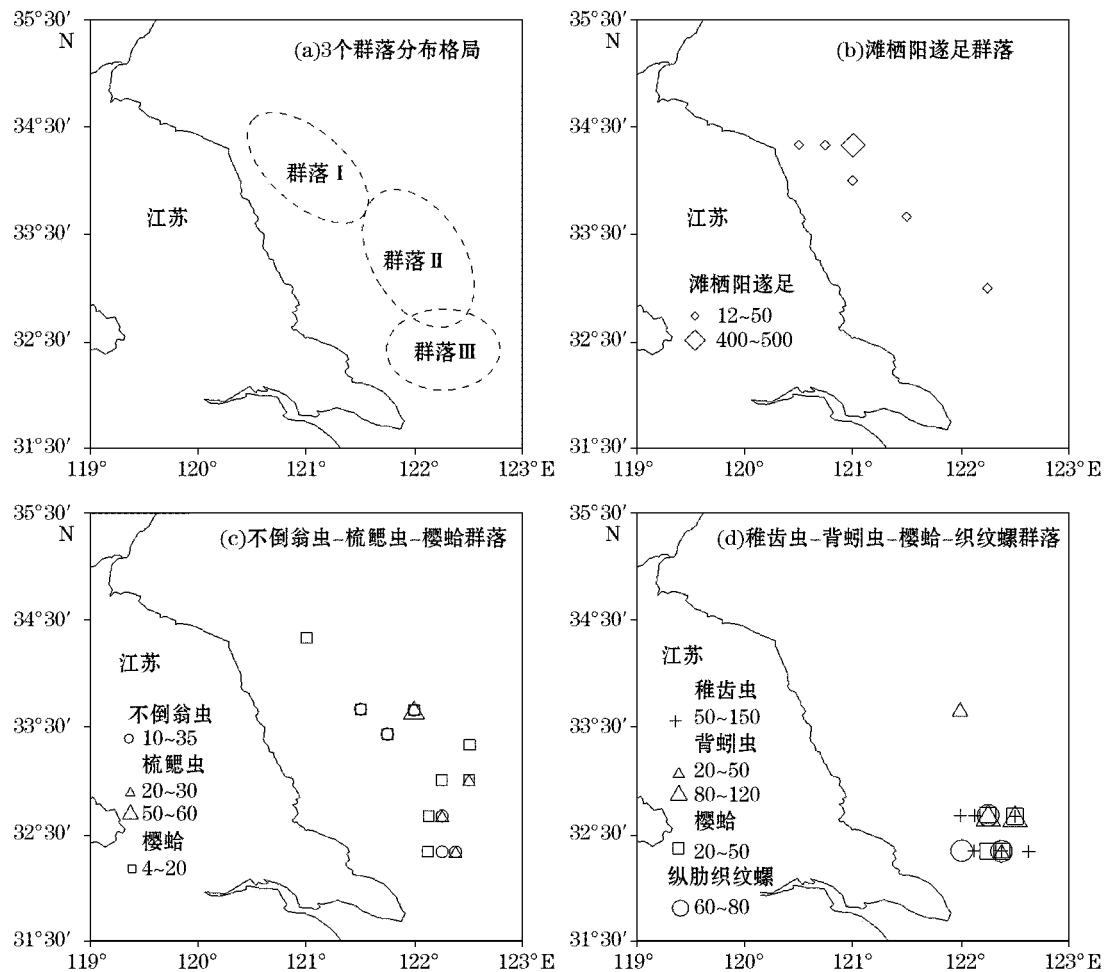 35°30′
N
(a)3个群落分布格局
34°30′
群落 I
江苏
33°30′
群落 II
32°30′
群落III
31°30′
119°
120°
121°
122°
123°E
35°30′
N
(b)滩栖阳遂足群落
34°30′
江苏
33°30′
滩栖阳遂足
12~50
32°30′
400~500
31°30′
119°
120°
121°
122°
123°E
35°30′
N
(c)不倒翁虫-梳鳃虫-樱蛤群落
34°30′
江苏
33°30′
不倒翁虫
10~35
梳鳃虫
20~30
32°30′
50~60
樱蛤
4~20
31°30′
119°
120°
121°
122°
123°E
35°30′
N
(d)稚齿虫-背蚓虫-樱蛤-织纹螺群落
34°30′
江苏
稚齿虫
33°30′
50~150
背蚓虫
20~50
80~120
32°30′
樱蛤
20~50
纵肋织纹螺
60~80
31°30′
119°
120°
121°
122°
123°E